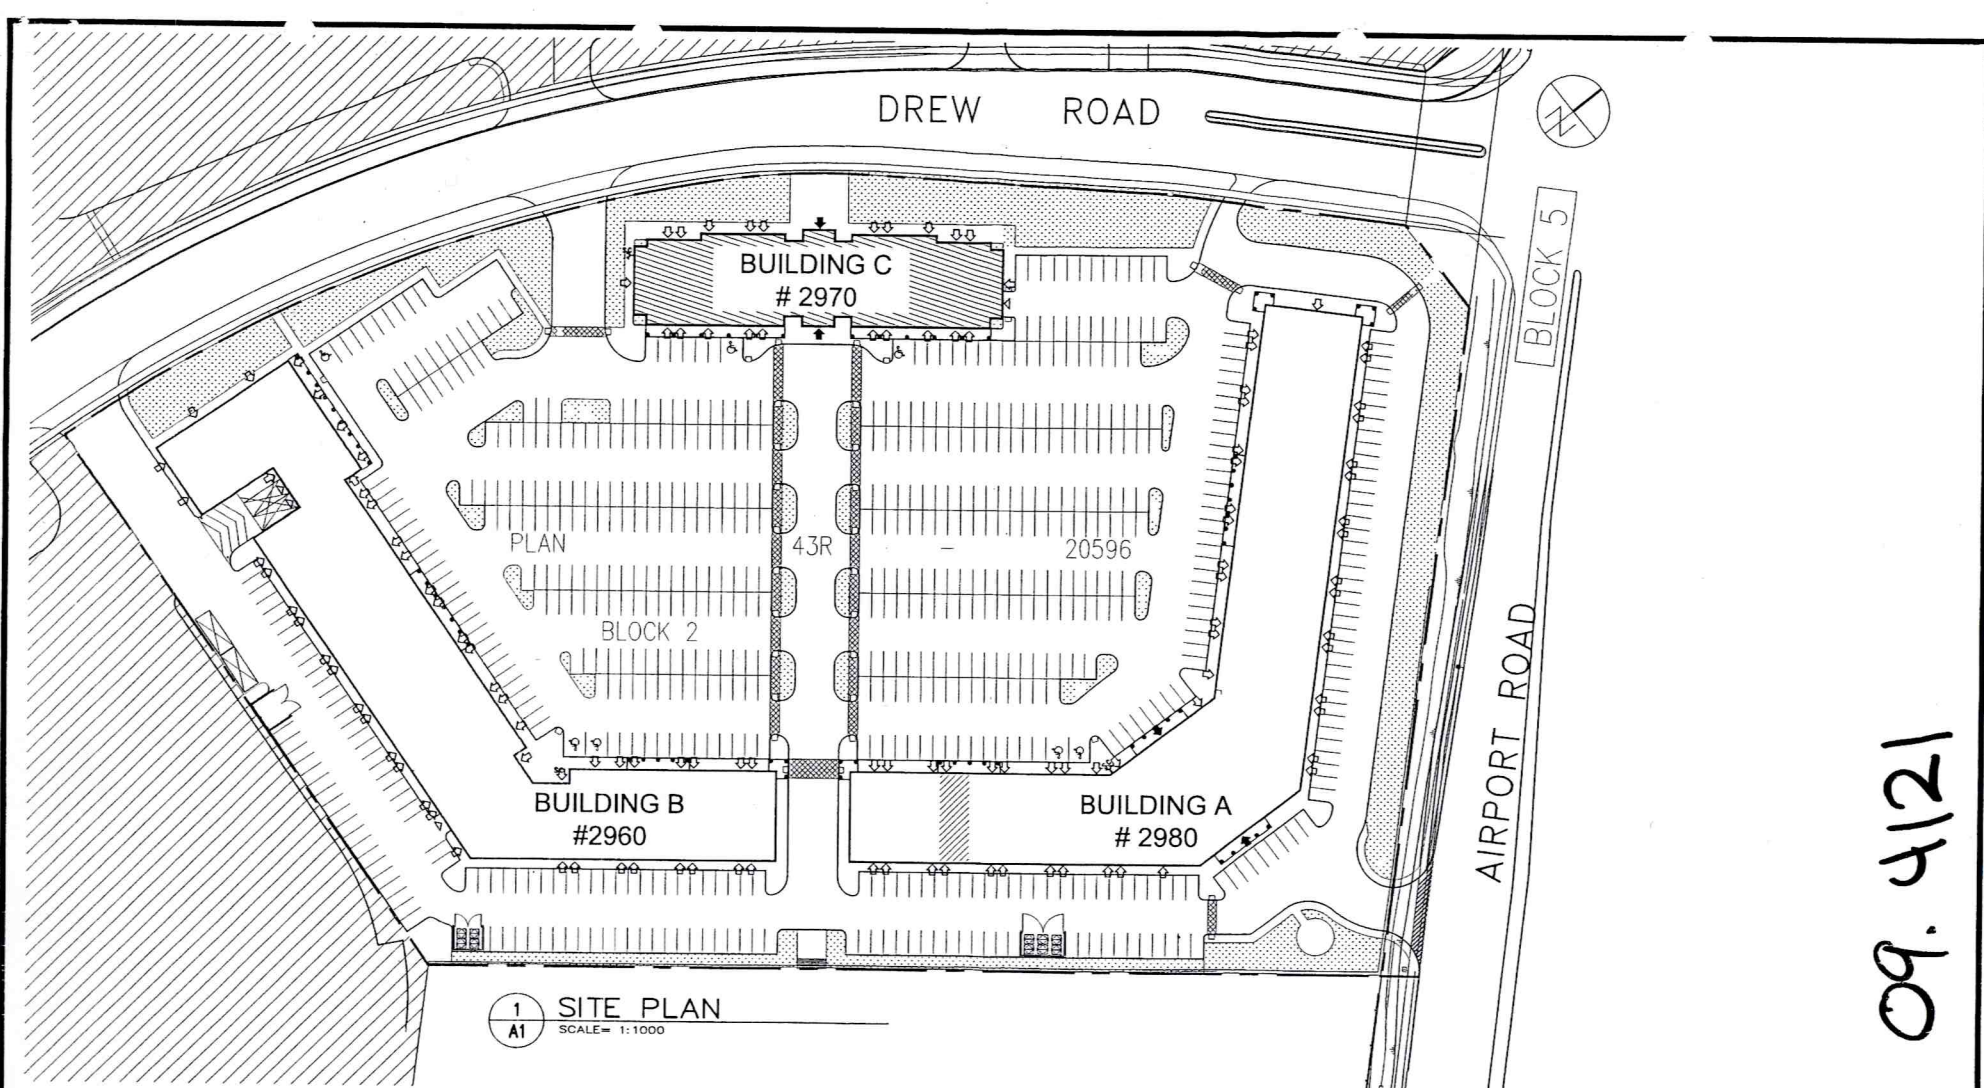 DREW ROAD
BLOCK 5
BUILDING C
# 2970
PLAN 43R - 20596
BLOCK 2
BUILDING B
#2960
BUILDING A
# 2980
AIRPORT ROAD
09.4121
1
A1
SITE PLAN
SCALE= 1:1000
N